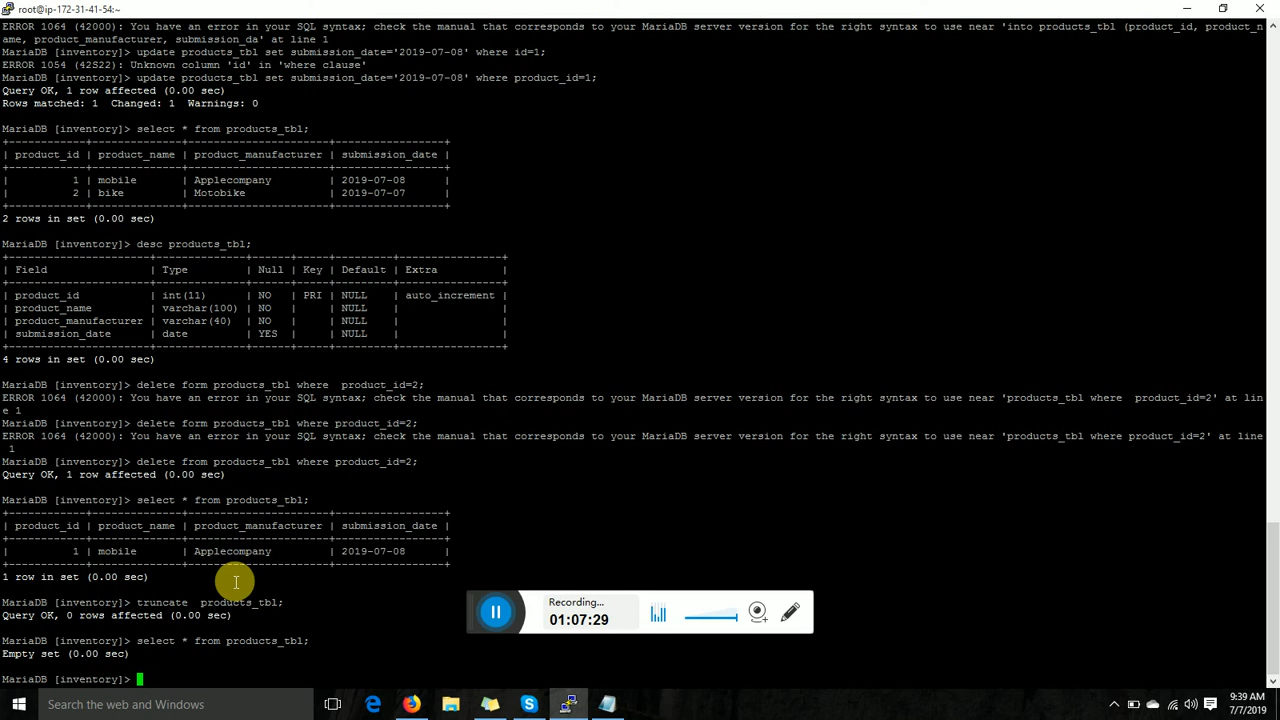 root@ip-172-31-41-54:~
ERROR 1064 (42000): You have an error in your SQL syntax; check the manual that corresponds to your MariaDB server version for the right syntax to use near 'into products_tbl (product_id, product_n
ame, product_manufacturer, submission_da' at line 1
MariaDB [inventory]> update products_tbl set submission_date='2019-07-08' where id=1;
ERROR 1054 (42S22): Unknown column 'id' in 'where clause'
MariaDB [inventory]> update products_tbl set submission_date='2019-07-08' where product_id=1;
Query OK, 1 row affected (0.00 sec)
Rows matched: 1  Changed: 1  Warnings: 0
MariaDB [inventory]> select * from products_tbl;
+------------+--------------+----------------------+-----------------+
| product_id | product_name | product_manufacturer | submission_date |
+------------+--------------+----------------------+-----------------+
|          1 | mobile       | Applecompany         | 2019-07-08      |
|          2 | bike         | Motobike             | 2019-07-07      |
+------------+--------------+----------------------+-----------------+
2 rows in set (0.00 sec)
MariaDB [inventory]> desc products_tbl;
+----------------------+--------------+------+-----+---------+----------------+
| Field                | Type         | Null | Key | Default | Extra          |
+----------------------+--------------+------+-----+---------+----------------+
| product_id           | int(11)      | NO   | PRI | NULL    | auto_increment |
| product_name         | varchar(100) | NO   |     | NULL    |                |
| product_manufacturer | varchar(40)  | NO   |     | NULL    |                |
| submission_date      | date         | YES  |     | NULL    |                |
+----------------------+--------------+------+-----+---------+----------------+
4 rows in set (0.00 sec)
MariaDB [inventory]> delete form products_tbl where  product_id=2;
ERROR 1064 (42000): You have an error in your SQL syntax; check the manual that corresponds to your MariaDB server version for the right syntax to use near 'products_tbl where  product_id=2' at lin
e 1
MariaDB [inventory]> delete form products_tbl where product_id=2;
ERROR 1064 (42000): You have an error in your SQL syntax; check the manual that corresponds to your MariaDB server version for the right syntax to use near 'products_tbl where product_id=2' at line
1
MariaDB [inventory]> delete from products_tbl where product_id=2;
Query OK, 1 row affected (0.00 sec)
MariaDB [inventory]> select * from products_tbl;
+------------+--------------+----------------------+-----------------+
| product_id | product_name | product_manufacturer | submission_date |
+------------+--------------+----------------------+-----------------+
|          1 | mobile       | Applecompany         | 2019-07-08      |
+------------+--------------+----------------------+-----------------+
1 row in set (0.00 sec)
MariaDB [inventory]> truncate  products_tbl;
Query OK, 0 rows affected (0.00 sec)
MariaDB [inventory]> select * from products_tbl;
Empty set (0.00 sec)
MariaDB [inventory]>
Recording...
01:07:29
Search the web and Windows
9:39 AM
7/7/2019